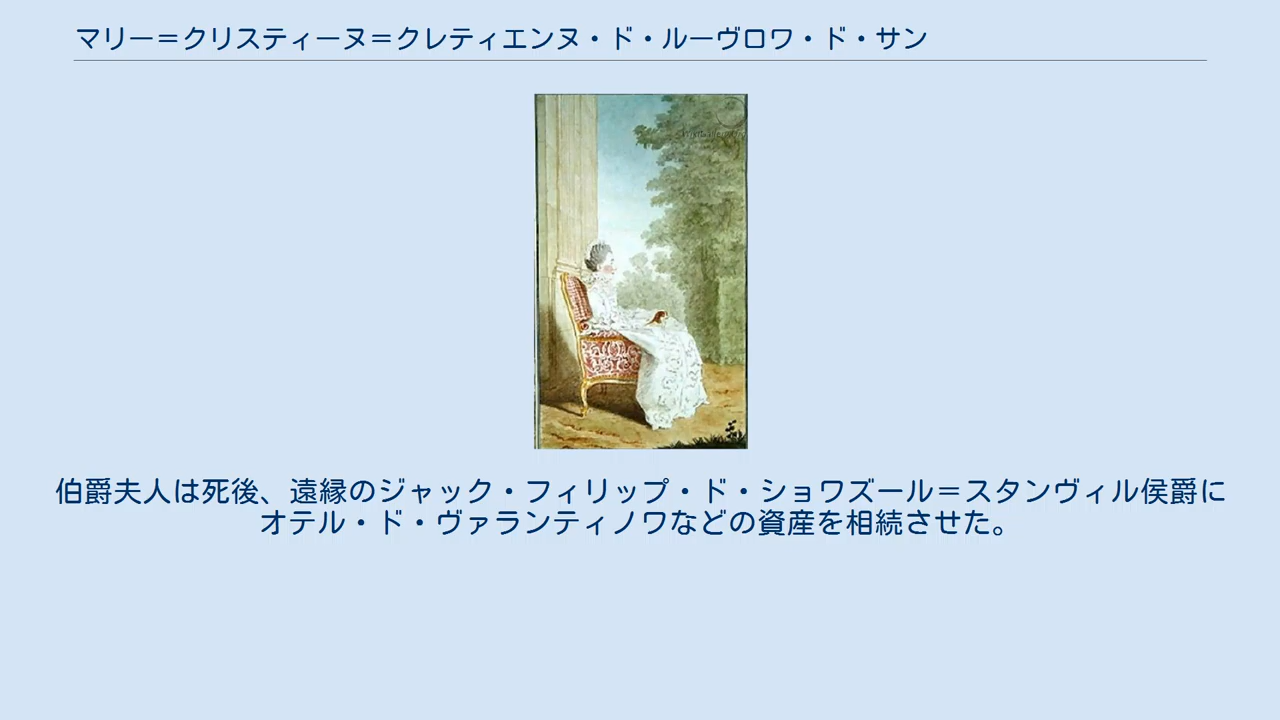 マリー＝クリスティーヌ＝クレティエンヌ・ド・ルーヴロワ・ド・サン
伯爵夫人は死後、遠縁のジャック・フィリップ・ド・ショワズール＝スタンヴィル侯爵に
オテル・ド・ヴァランティノワなどの資産を相続させた。